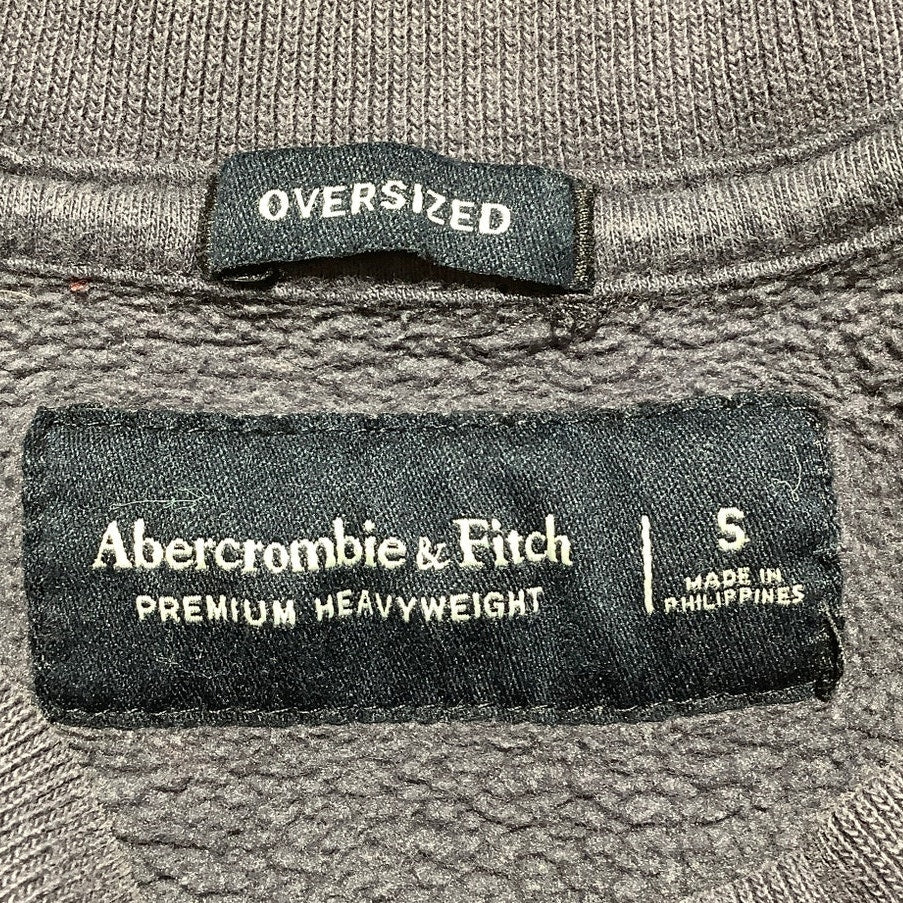 OVERSIZED
Abercrombie & Fitch
PREMIUM HEAVYWEIGHT
S
MADE IN
PHILIPPINES